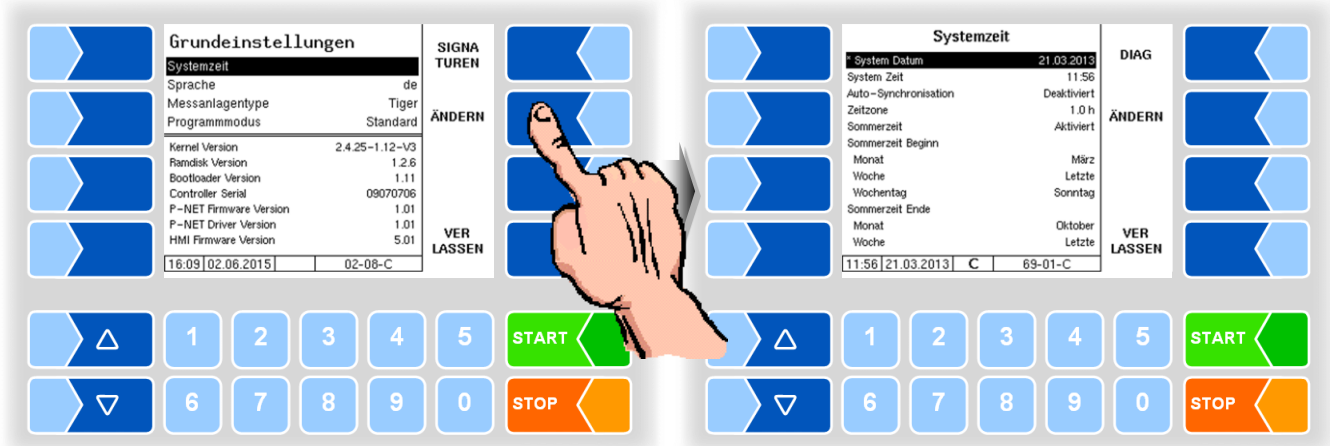 Grundeinstellungen
Systemzeit
Sprache de
Messanlagentype Tiger
Programmmodus Standard
Kernel Version 2.4.25-1.12-V3
Ramdisk Version 1.2.6
Bootloader Version 1.11
Controller Serial 09070706
P-NET Firmware Version 1.01
P-NET Driver Version 1.01
HMI Firmware Version 5.01
16:09 02.06.2015 02-08-C
SIGNA
TUREN
ÄNDERN
VER
LASSEN
1 2 3 4 5 START
6 7 8 9 0 STOP
Systemzeit
* System Datum 21.03.2013
System Zeit 11:56
Auto-Synchronisation Deaktiviert
Zeitzone 1.0 h
Sommerzeit Aktiviert
Sommerzeit Beginn
Monat März
Woche Letzte
Wochentag Sonntag
Sommerzeit Ende
Monat Oktober
Woche Letzte
11:56 21.03.2013 C 69-01-C
DIAG
ÄNDERN
VER
LASSEN
1 2 3 4 5 START
6 7 8 9 0 STOP